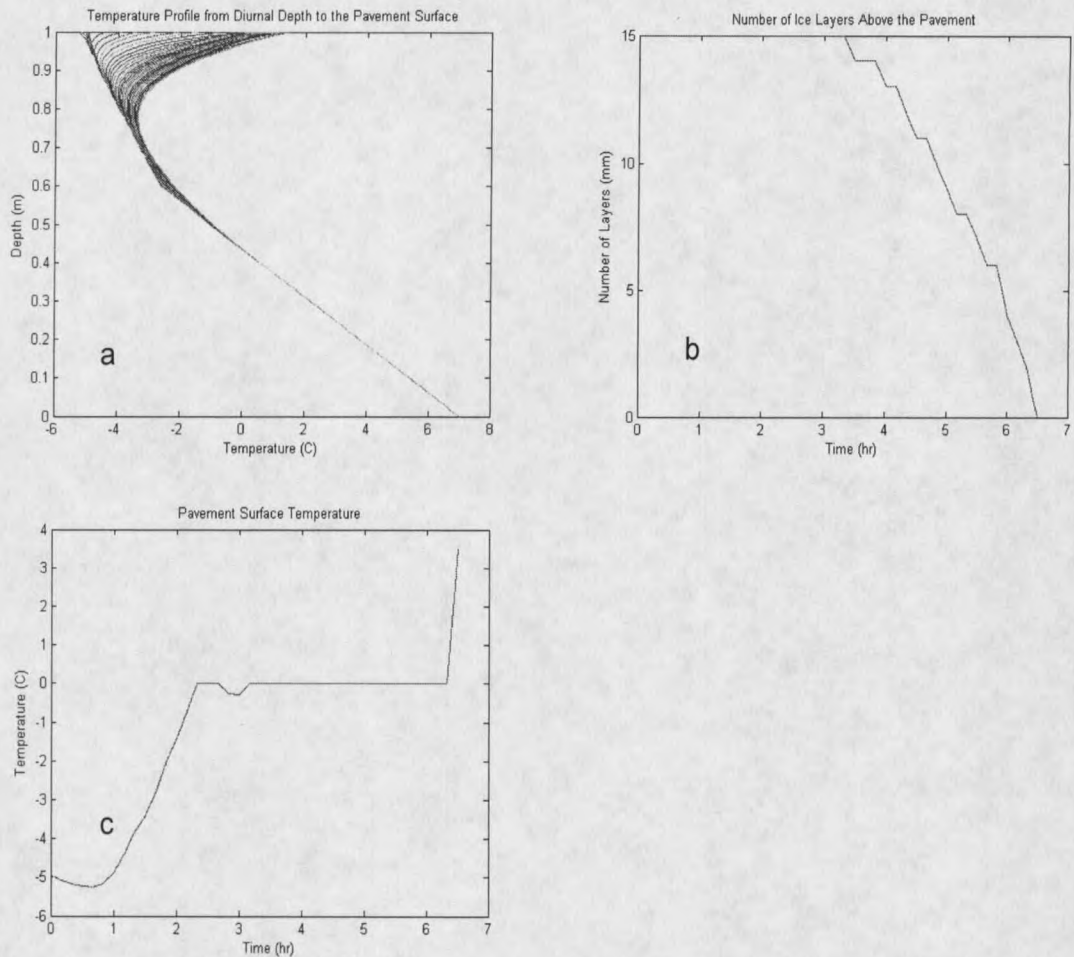 Temperature Profile from Diurnal Depth to the Pavement Surface
1
0.9
0.8
0.7
0.6
0.5
0.4
0.3
0.2
0.1
0
Depth (m)
a
-6 -4 -2 0 2 4 6 8
Temperature (C)
Number of Ice Layers Above the Pavement
15
10
5
0
Number of Layers (mm)
b
0 1 2 3 4 5 6 7
Time (hr)
Pavement Surface Temperature
4
3
2
1
0
-1
-2
-3
-4
-5
-6
Temperature (C)
c
0 1 2 3 4 5 6 7
Time (hr)